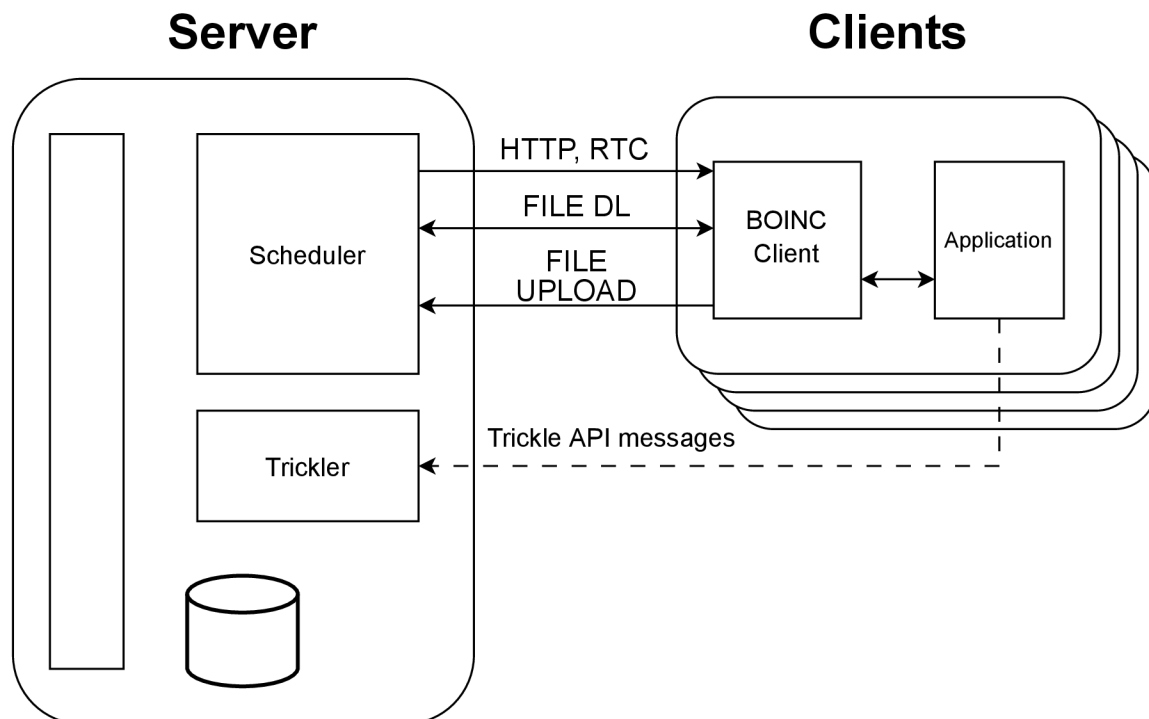 Server
Clients
HTTP, RTC
FILE DL
FILE
UPLOAD
Scheduler
BOINC
Client
Application
Trickle API messages
Trickler